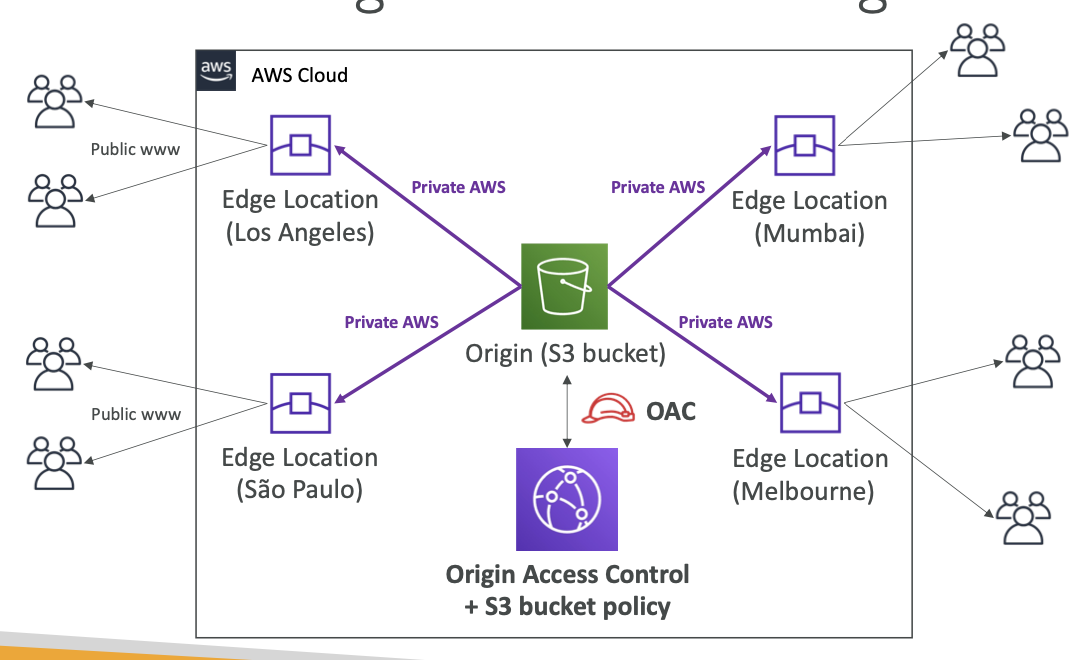 aws
AWS Cloud
Public www
Edge Location
(Los Angeles)
Private AWS
Private AWS
Edge Location
(Mumbai)
Origin (S3 bucket)
Private AWS
Private AWS
Public www
Edge Location
(São Paulo)
OAC
Edge Location
(Melbourne)
Origin Access Control
+ S3 bucket policy